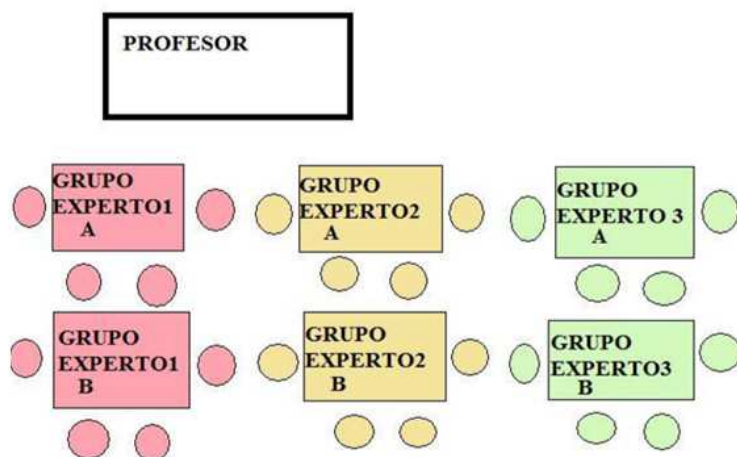 PROFESOR
GRUPO
EXPERTO1
A
GRUPO
EXPERTO2
A
GRUPO
EXPERTO 3
A
GRUPO
EXPERTO1
B
GRUPO
EXPERTO2
B
GRUPO
EXPERTO3
B